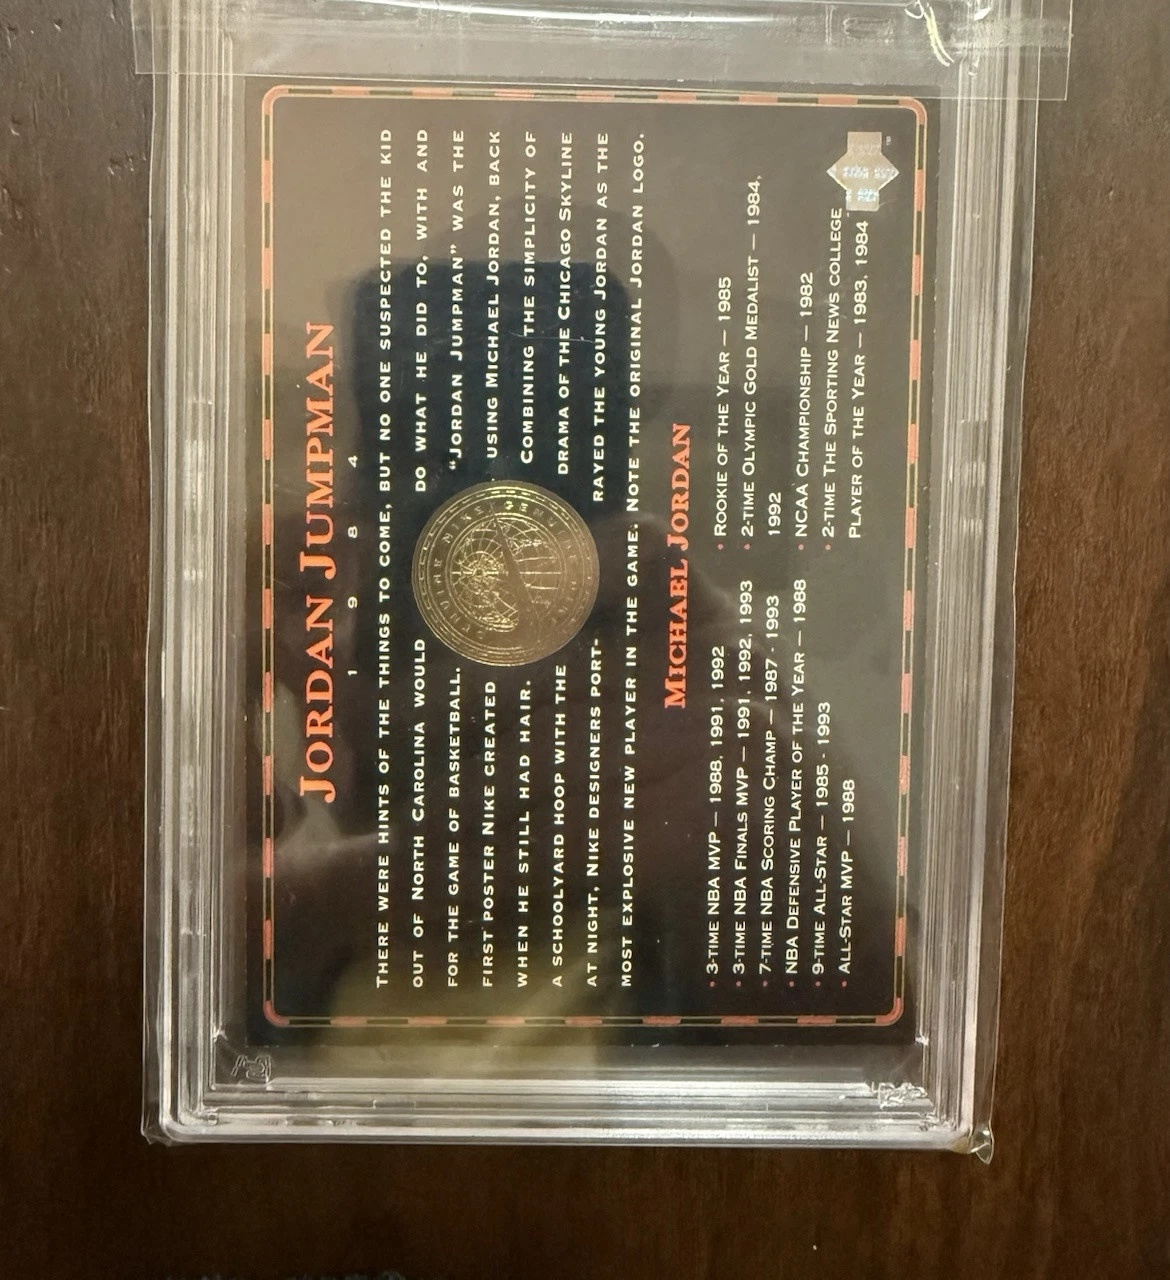 JORDAN JUMPMAN
1 9 8 4
THERE WERE HINTS OF THE THINGS TO COME, BUT NO ONE SUSPECTED THE KID
OUT OF NORTH CAROLINA WOULD DO WHAT HE DID TO, WITH AND
FOR THE GAME OF BASKETBALL. “JORDAN JUMPMAN” WAS THE
FIRST POSTER NIKE CREATED USING MICHAEL JORDAN, BACK
WHEN HE STILL HAD HAIR. COMBINING THE SIMPLICITY OF
A SCHOOLYARD HOOP WITH THE DRAMA OF THE CHICAGO SKYLINE
AT NIGHT, NIKE DESIGNERS PORT- RAYED THE YOUNG JORDAN AS THE
MOST EXPLOSIVE NEW PLAYER IN THE GAME. NOTE THE ORIGINAL JORDAN LOGO.
MICHAEL JORDAN
• 3-TIME NBA MVP — 1988, 1991, 1992
• 3-TIME NBA FINALS MVP — 1991, 1992, 1993
• 7-TIME NBA SCORING CHAMP — 1987 - 1993
• NBA DEFENSIVE PLAYER OF THE YEAR — 1988
• 9-TIME ALL-STAR — 1985 - 1993
• ALL-STAR MVP — 1988
• ROOKIE OF THE YEAR — 1985
• 2-TIME OLYMPIC GOLD MEDALIST — 1984,
1992
• NCAA CHAMPIONSHIP — 1982
• 2-TIME THE SPORTING NEWS COLLEGE
PLAYER OF THE YEAR — 1983, 1984